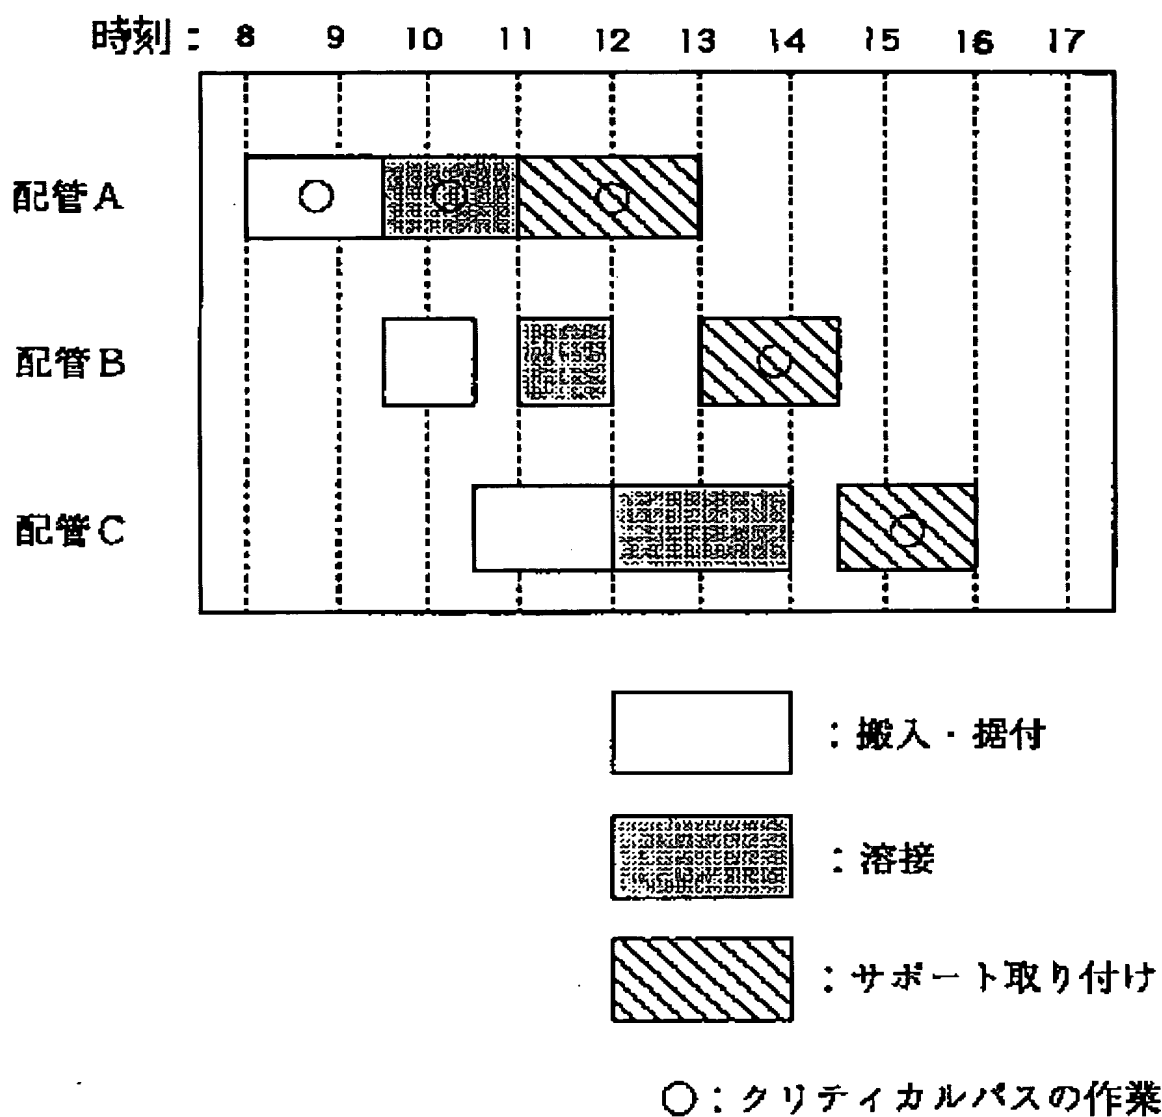 時刻: 8 9 10 11 12 13 14 15 16 17
配管A
配管B
配管C
:搬入・据付
:溶接
:サポート取り付け
○:クリティカルパスの作業